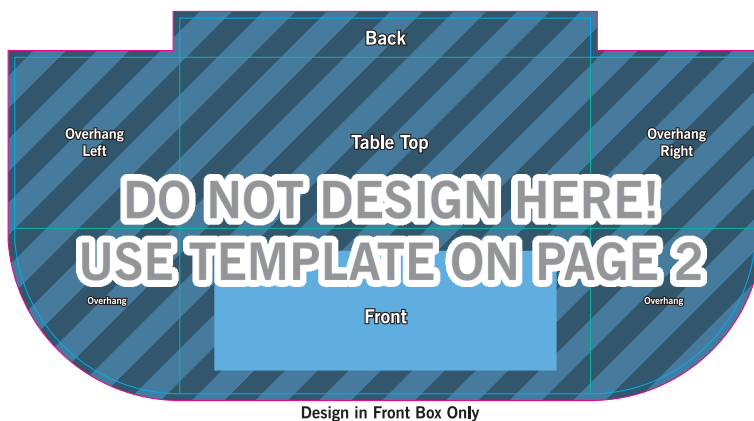 Back
Overhang
Left
Table Top
Overhang
Right
DO NOT DESIGN HERE!
USE TEMPLATE ON PAGE 2
Overhang
Front
Overhang
Design in Front Box Only